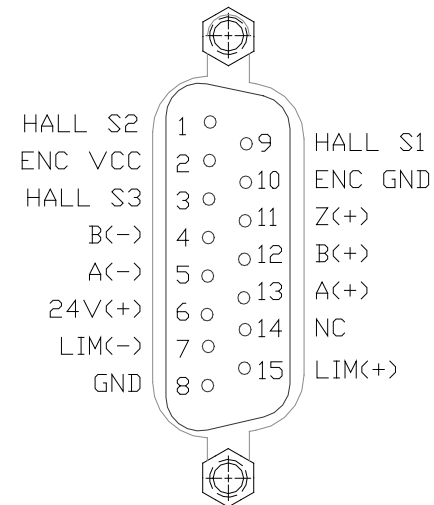 HALL S2 1
9 HALL S1
ENC VCC 2
10 ENC GND
HALL S3 3
11 Z(+)
B(-) 4
12 B(+)
A(-) 5
13 A(+)
24V(+) 6
14 NC
LIM(-) 7
15 LIM(+)
GND 8